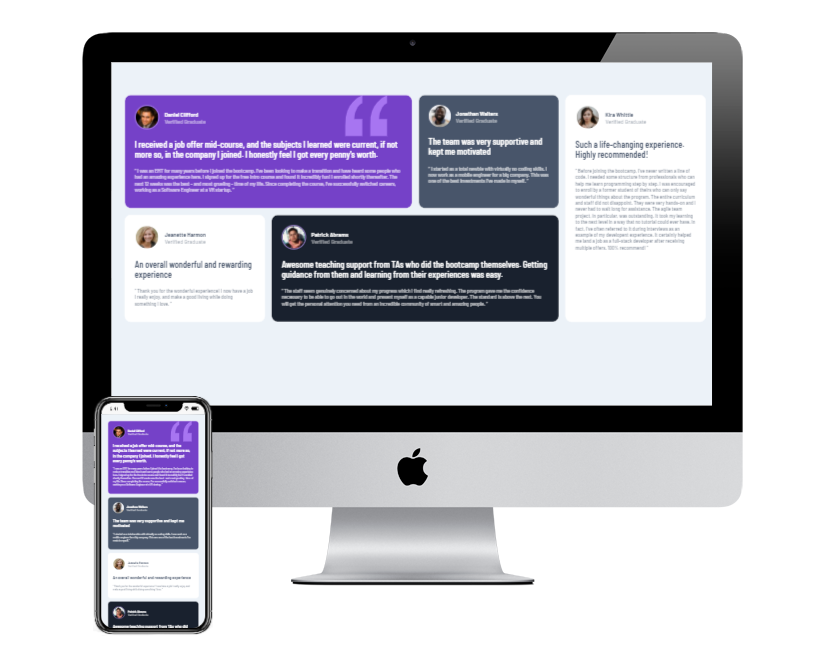 Daniel Clifford
Verified Graduate
I received a job offer mid-course, and the subjects I learned were current, if not
more so, in the company I joined. I honestly feel I got every penny's worth.
" I was an EMT for many years before I joined the bootcamp. I've been looking to make a transition and have heard some people who
had an amazing experience here. I signed up for the free intro course and found it incredibly fun! I enrolled shortly thereafter. The
next 12 weeks was the best - and most grueling - time of my life. Since completing the course, I've successfully switched careers,
working as a Software Engineer at a VR startup. "
Jonathan Walters
Verified Graduate
The team was very supportive and
kept me motivated
" I started as a total newbie with virtually no coding skills. I
now work as a mobile engineer for a big company. This was
one of the best investments I've made in myself. "
Kira Whittle
Verified Graduate
Such a life-changing experience.
Highly recommended!
" Before joining the bootcamp, I've never written a line of
code. I needed some structure from professionals who can
help me learn programming step by step. I was encouraged
to enroll by a former student of theirs who can only say
wonderful things about the program. The entire curriculum
and staff did not disappoint. They were very hands-on and I
never had to wait long for assistance. The agile team
project, in particular, was outstanding. It took my learning
to the next level in a way that no tutorial could ever have. In
fact, I've often referred to it during interviews as an
example of my developent experience. It certainly helped
me land a job as a full-stack developer after receiving
multiple offers. 100% recommend! "
Jeanette Harmon
Verified Graduate
An overall wonderful and rewarding
experience
" Thank you for the wonderful experience! I now have a job
I really enjoy, and make a good living while doing
something I love. "
Patrick Abrams
Verified Graduate
Awesome teaching support from TAs who did the bootcamp themselves. Getting
guidance from them and learning from their experiences was easy.
" The staff seem genuinely concerned about my progress which I find really refreshing. The program gave me the confidence
necessary to be able to go out in the world and present myself as a capable junior developer. The standard is above the rest. You
will get the personal attention you need from an incredible community of smart and amazing people. "
Daniel Clifford
Verified Graduate
I received a job offer mid-course, and the
subjects I learned were current, if not more so,
in the company I joined. I honestly feel I got
every penny's worth.
Jonathan Walters
Verified Graduate
The team was very supportive and kept me
motivated
Jeanette Harmon
Verified Graduate
An overall wonderful and rewarding experience
Patrick Abrams
Verified Graduate
Awesome teaching support from TAs who did